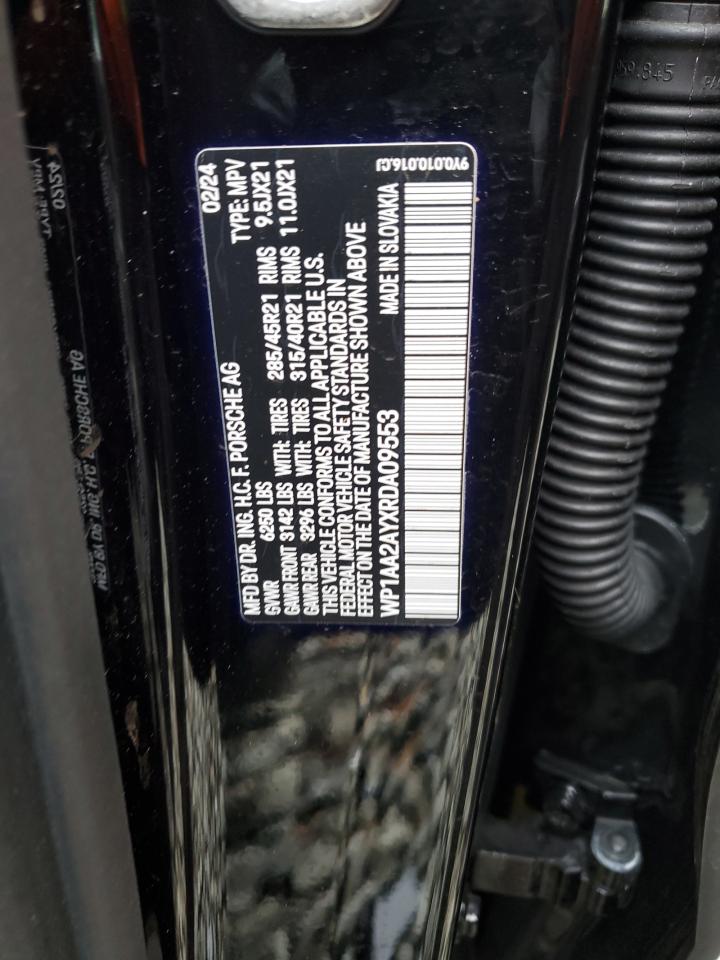 MFD BY DR. ING. H.C. F. PORSCHE AG 02/24
GVWR 6250 LBS TYPE: MPV
GAWR FRONT 3142 LBS WITH: TIRES 285/45R21 RIMS 9.5JX21
GAWR REAR 3296 LBS WITH: TIRES 315/40R21 RIMS 11.0JX21
THIS VEHICLE CONFORMS TO ALL APPLICABLE U.S.
FEDERAL MOTOR VEHICLE SAFETY STANDARDS IN
EFFECT ON THE DATE OF MANUFACTURE SHOWN ABOVE
WP1AA2AYXRDA09553 MADE IN SLOVAKIA
9Y0.010.016.CJ
959.845